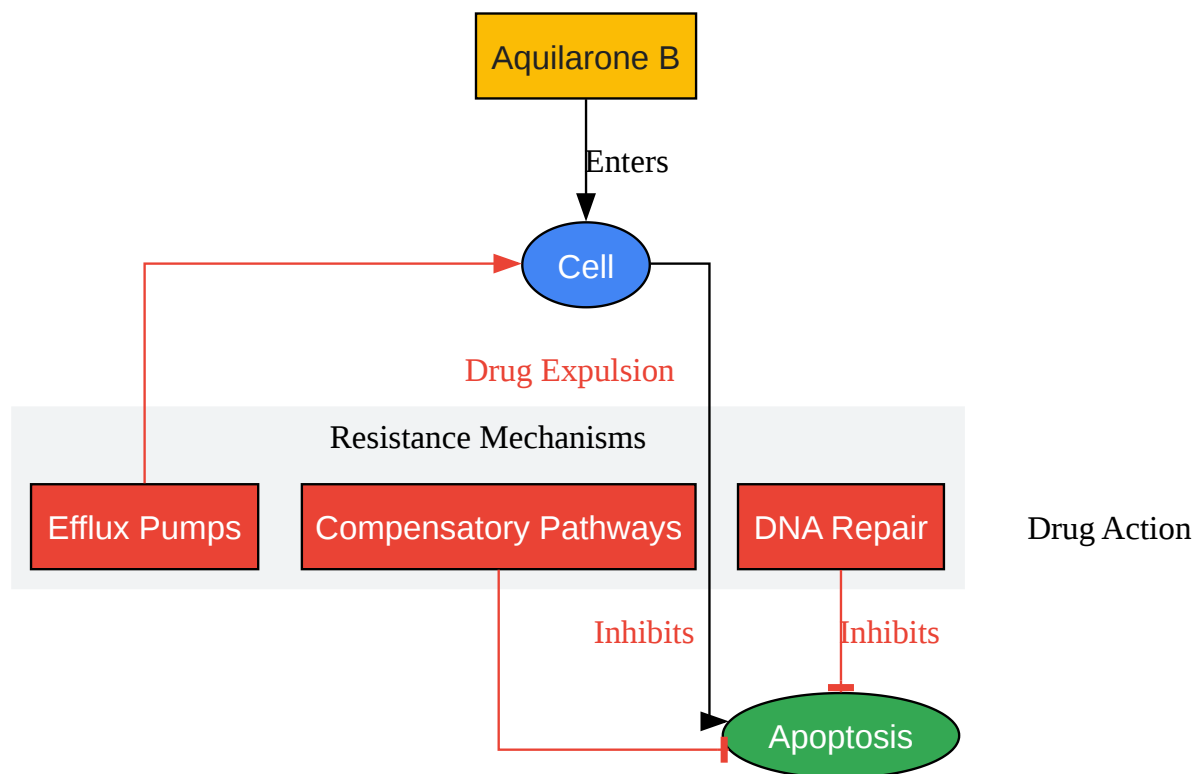 Aquilarone B
Enters
Cell
Drug Expulsion
Resistance Mechanisms
Efflux Pumps
Compensatory Pathways
DNA Repair
Drug Action
Inhibits
Inhibits
Apoptosis